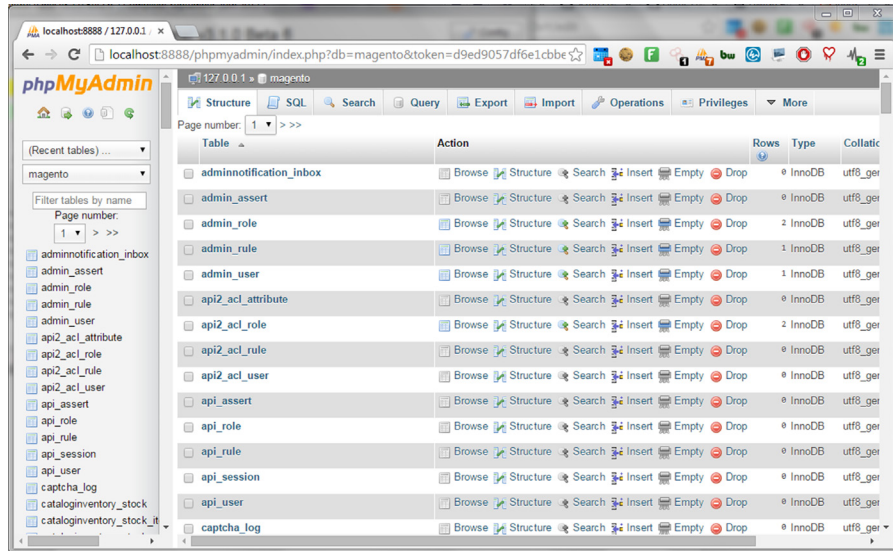 localhost:8888 / 127.0.0.1 /
localhost:8888/phpmyadmin/index.php?db=magento&token=d9ed9057df6e1cbbe
phpMyAdmin
(Recent tables) ...
magento
Filter tables by name
Page number:
1 > >>
adminnotification_inbox
admin_assert
admin_role
admin_rule
admin_user
api2_acl_attribute
api2_acl_role
api2_acl_rule
api2_acl_user
api_assert
api_role
api_rule
api_session
api_user
captcha_log
cataloginventory_stock
cataloginventory_stock_it
127.0.0.1 » magento
Structure SQL Search Query Export Import Operations Privileges More
Page number: 1 > >>
Table Action Rows Type Collatic
adminnotification_inbox Browse Structure Search Insert Empty Drop 0 InnoDB utf8_ger
admin_assert Browse Structure Search Insert Empty Drop 0 InnoDB utf8_ger
admin_role Browse Structure Search Insert Empty Drop 2 InnoDB utf8_ger
admin_rule Browse Structure Search Insert Empty Drop 1 InnoDB utf8_ger
admin_user Browse Structure Search Insert Empty Drop 1 InnoDB utf8_ger
api2_acl_attribute Browse Structure Search Insert Empty Drop 0 InnoDB utf8_ger
api2_acl_role Browse Structure Search Insert Empty Drop 2 InnoDB utf8_ger
api2_acl_rule Browse Structure Search Insert Empty Drop 0 InnoDB utf8_ger
api2_acl_user Browse Structure Search Insert Empty Drop 0 InnoDB utf8_ger
api_assert Browse Structure Search Insert Empty Drop 0 InnoDB utf8_ger
api_role Browse Structure Search Insert Empty Drop 0 InnoDB utf8_ger
api_rule Browse Structure Search Insert Empty Drop 0 InnoDB utf8_ger
api_session Browse Structure Search Insert Empty Drop 0 InnoDB utf8_ger
api_user Browse Structure Search Insert Empty Drop 0 InnoDB utf8_ger
captcha_log Browse Structure Search Insert Empty Drop 0 InnoDB utf8_ger